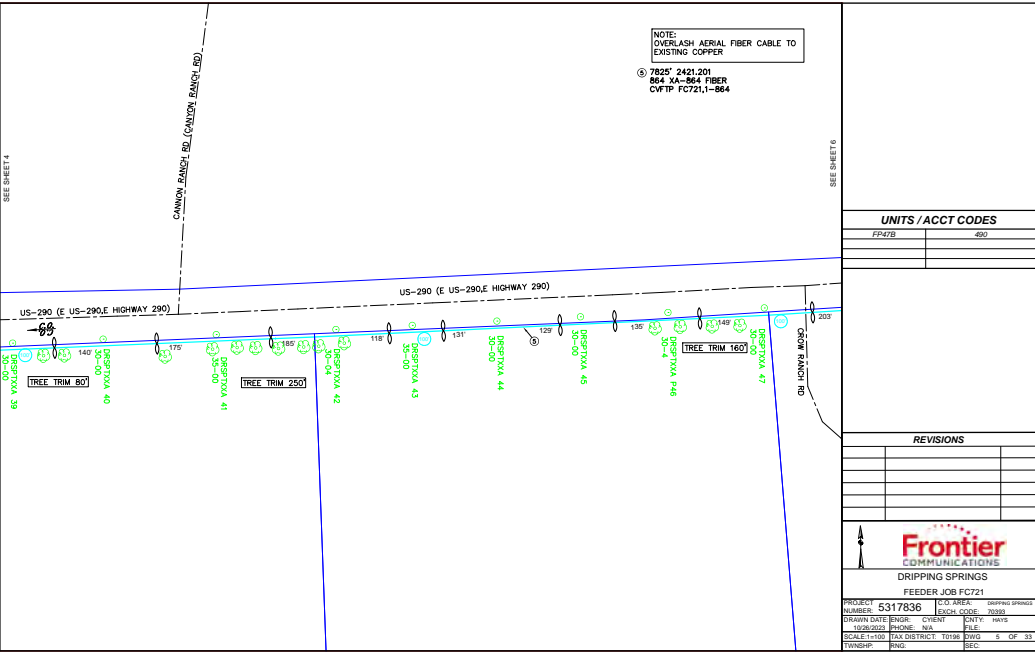 NOTE:
OVERLASH AERIAL FIBER CABLE TO
EXISTING COPPER
5 7825' 2421.201
864 XA-864 FIBER
CVFTP FC721,1-864
CANNON RANCH RD (CANYON RANCH RD)
SEE SHEET 4
SEE SHEET 6
US-290 (E US-290,E HIGHWAY 290)
US-290 (E US-290,E HIGHWAY 290)
140'
175'
185'
118'
131'
129'
135'
149'
203'
5
TREE TRIM 80'
TREE TRIM 250'
TREE TRIM 160'
DRSPTXXA 39
30-00
DRSPTXXA 40
30-00
DRSPTXXA 41
35-00
DRSPTXXA 42
30-04
DRSPTXXA 43
35-00
DRSPTXXA 44
30-00
DRSPTXXA 45
30-00
DRSPTXXA P46
30-4
DRSPTXXA 47
30-00
CROW RANCH RD
UNITS / ACCT CODES
FP47B 490
REVISIONS
Frontier
COMMUNICATIONS
DRIPPING SPRINGS
FEEDER JOB FC721
PROJECT NUMBER: 5317836
C.O. AREA: DRIPPING SPRINGS
EXCH. CODE: 70393
DRAWN DATE: 10/26/2023
ENGR: CYIENT
PHONE: N/A
CNTY: HAYS
FILE:
SCALE:1=100 TAX DISTRICT: T0196 DWG 5 OF 33
TWNSHP: RNG: SEC: